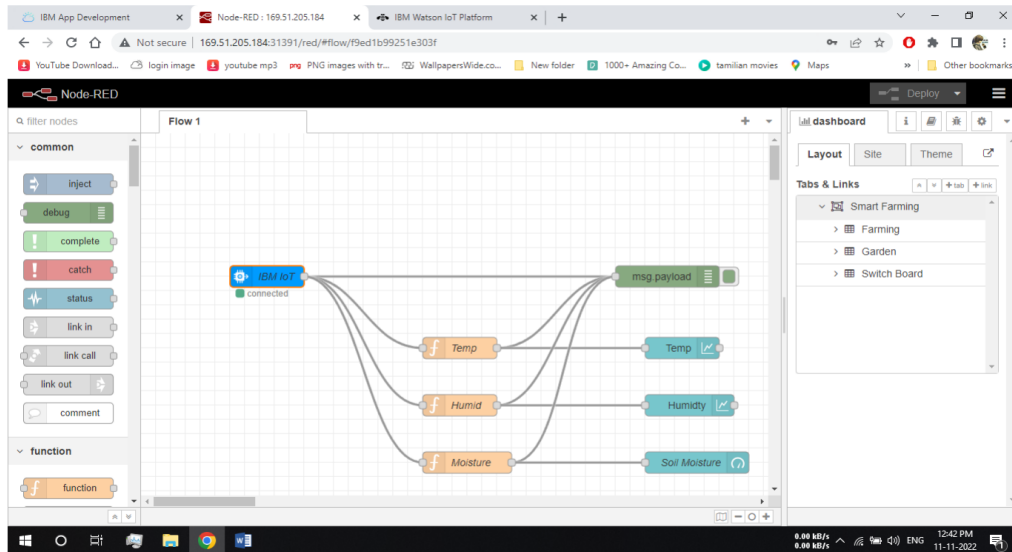 IBM App Development
Node-RED : 169.51.205.184
IBM Watson IoT Platform
Not secure | 169.51.205.184:31391/red/#flow/f9ed1b99251e303f
YouTube Download... login image youtube mp3 png PNG images with tr... WallpapersWide.co... New folder 1000+ Amazing Co... tamilian movies Maps » Other bookmarks
Node-RED Deploy
filter nodes
Flow 1
dashboard
common
Layout Site Theme
inject
Tabs & Links tab link
debug
Smart Farming
complete
Farming
catch
Garden
status
Switch Board
IBM IoT
connected
msg.payload
link in
link call
Temp
Temp
link out
Humid
Humidty
comment
function
Moisture
Soil Moisture
function
0.00 kB/s
0.00 kB/s
ENG
12:42 PM
11-11-2022
1